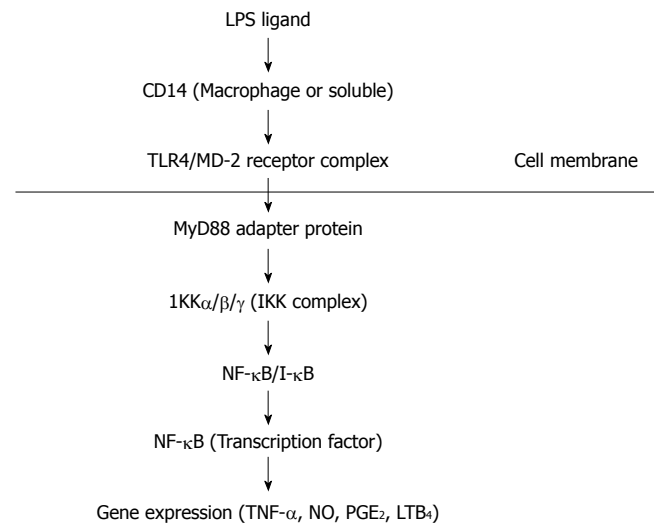 LPS ligand
CD14 (Macrophage or soluble)
TLR4/MD-2 receptor complex
Cell membrane
MyD88 adapter protein
1KKα/β/γ (IKK complex)
NF-κB/I-κB
NF-κB (Transcription factor)
Gene expression (TNF-α, NO, PGE₂, LTB₄)